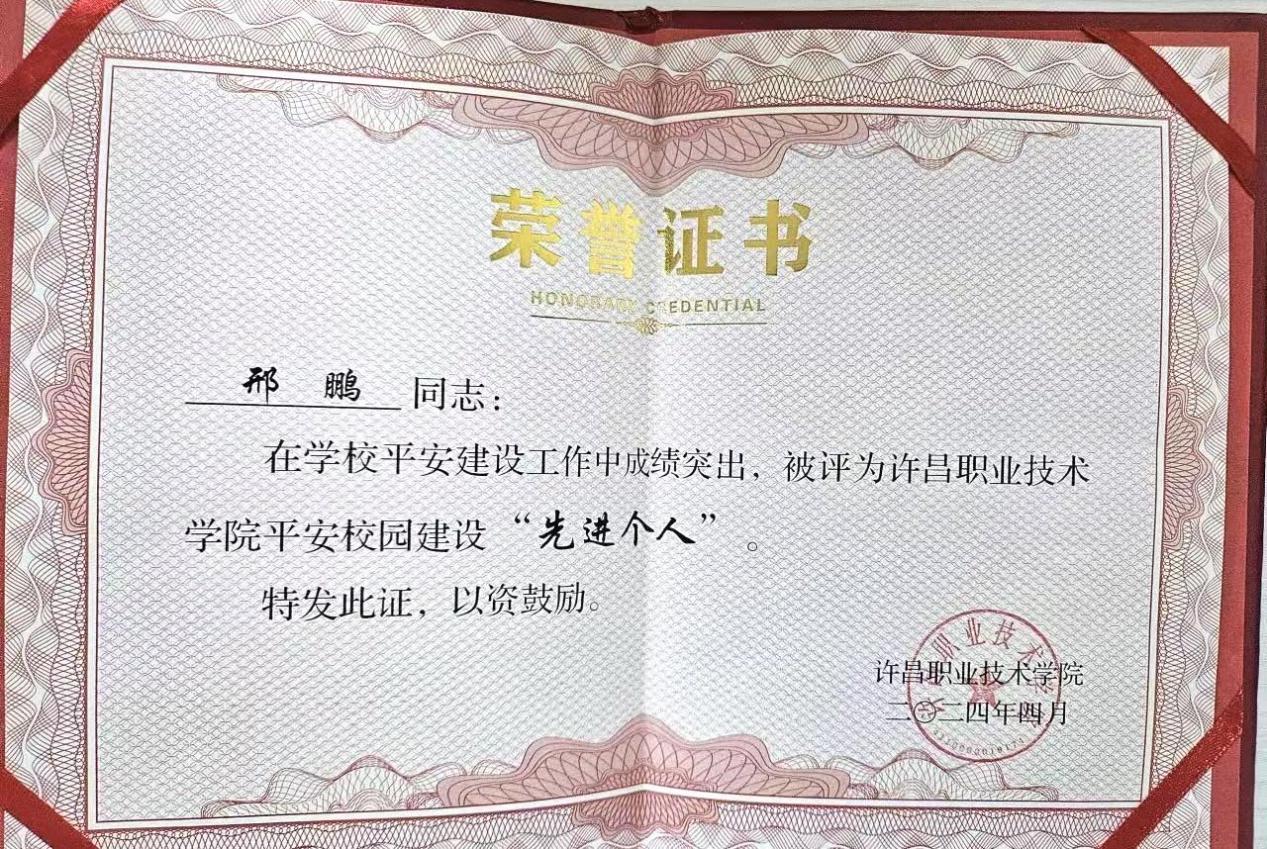 荣誉证书
HONORARY CREDENTIAL
邢 鹏 同志：
在学校平安建设工作中成绩突出，被评为许昌职业技术
学院平安校园建设“先进个人”。
特发此证，以资鼓励。
许昌职业技术学院
二〇二四年四月